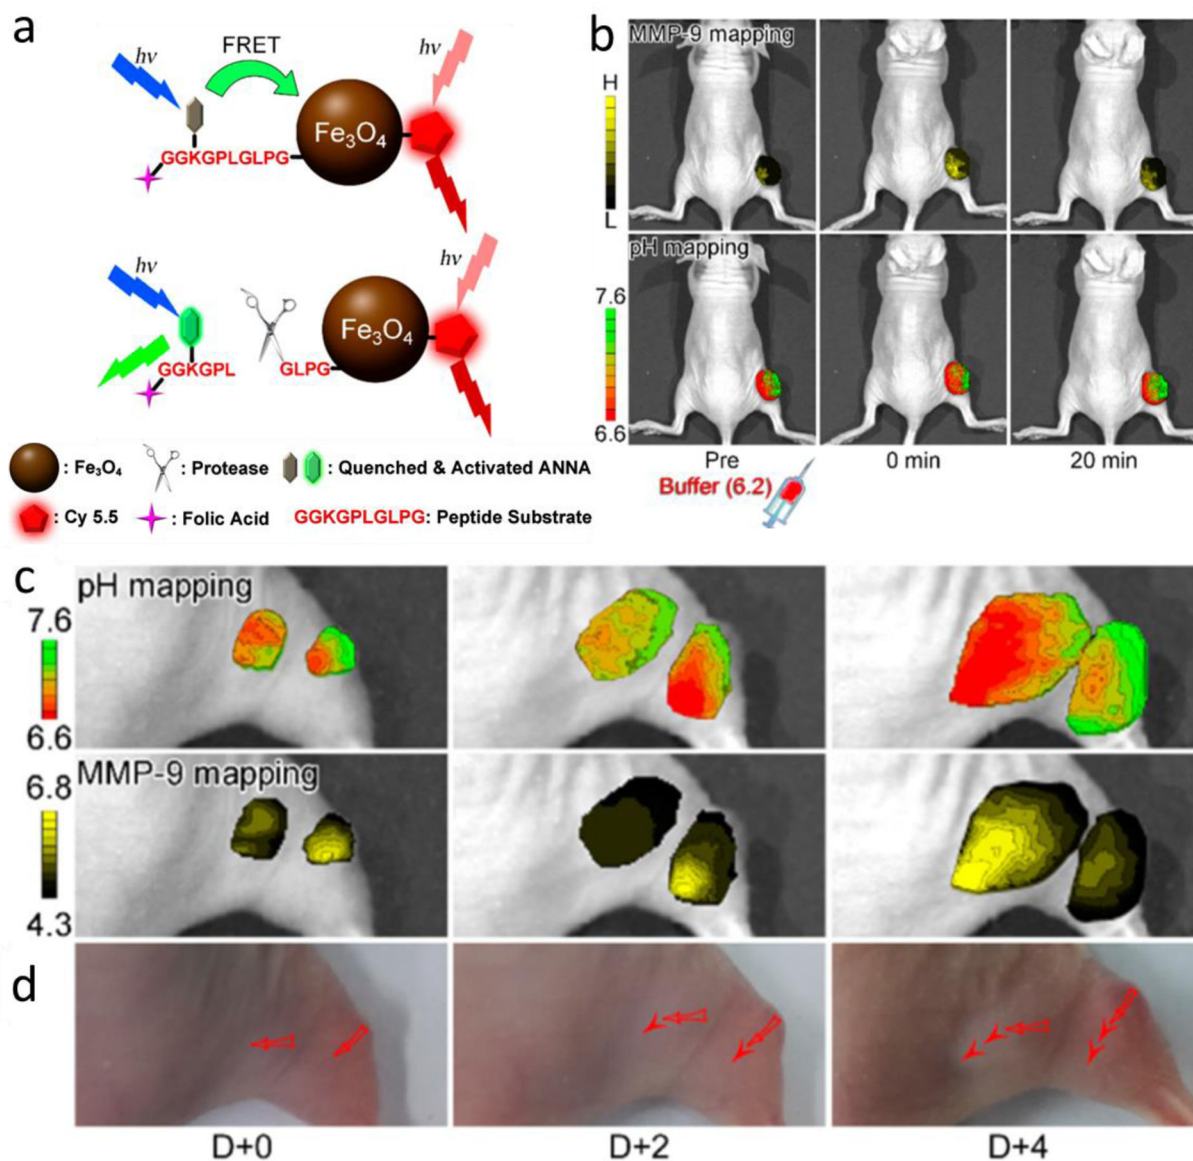 a
hν
FRET
hν
Fe3O4
GGKGPLGLPG
hν
hν
Fe3O4
GGKGPL
GLPG
: Fe3O4
: Protease
: Quenched & Activated ANNA
: Cy 5.5
: Folic Acid
GGKGPLGLPG: Peptide Substrate
b
MMP-9 mapping
H
L
pH mapping
7.6
6.6
Pre
0 min
20 min
Buffer (6.2)
c
pH mapping
7.6
6.6
MMP-9 mapping
6.8
4.3
d
D+0
D+2
D+4